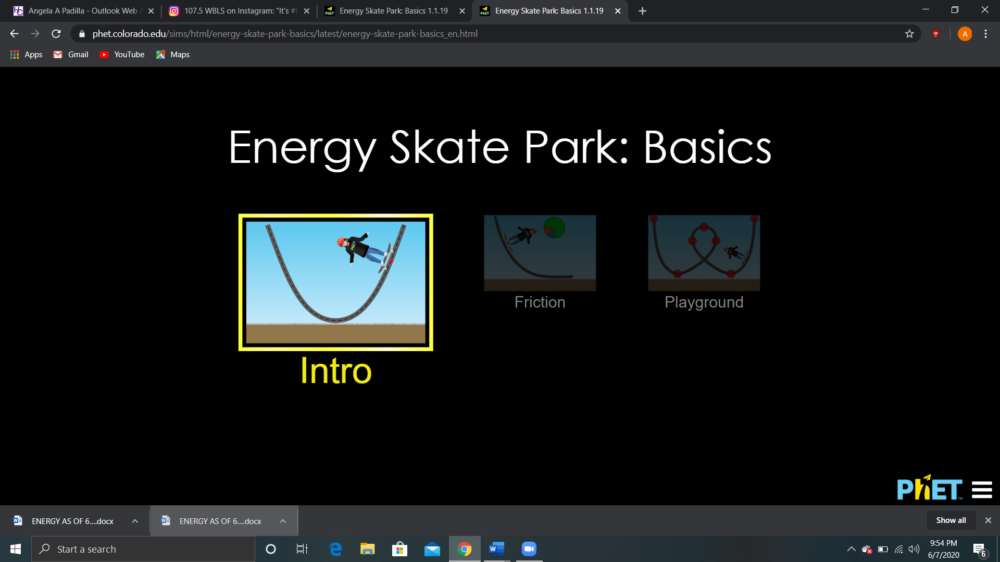 Angela A Padilla - Outlook Web A
107.5 WBLS on Instagram: “It's #B
Energy Skate Park: Basics 1.1.19
Energy Skate Park: Basics 1.1.19
phet.colorado.edu/sims/html/energy-skate-park-basics/latest/energy-skate-park-basics_en.html
A
Apps
Gmail
YouTube
Maps
Energy Skate Park: Basics
Intro
Friction
Playground
PhET
ENERGY AS OF 6....docx
ENERGY AS OF 6....docx
Show all
Start a search
9:54 PM
6/7/2020
6